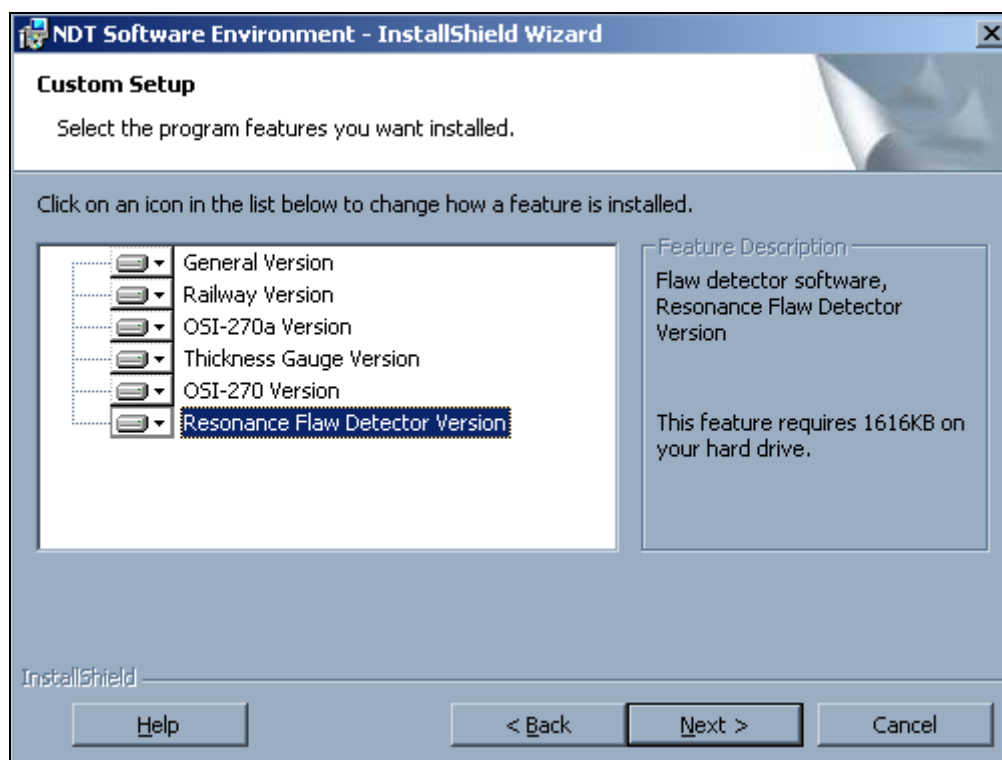 NDT Software Environment - InstallShield Wizard
Custom Setup
Select the program features you want installed.
Click on an icon in the list below to change how a feature is installed.
General Version
Railway Version
OSI-270a Version
Thickness Gauge Version
OSI-270 Version
Resonance Flaw Detector Version
Feature Description
Flaw detector software,
Resonance Flaw Detector
Version
This feature requires 1616KB on
your hard drive.
InstallShield
Help
< Back
Next >
Cancel